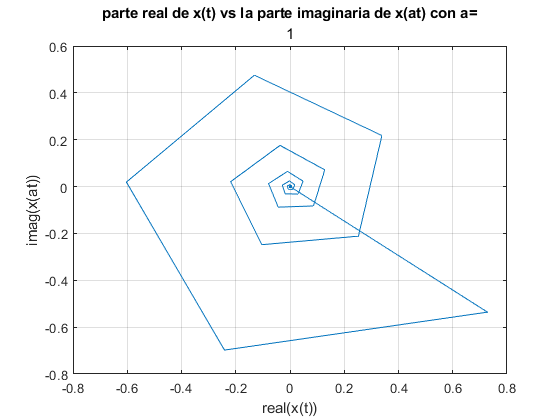 parte real de x(t) vs la parte imaginaria de x(at) con a=
1
0.6
0.4
0.2
0
-0.2
-0.4
-0.6
-0.8
imag(x(at))
-0.8 -0.6 -0.4 -0.2 0 0.2 0.4 0.6 0.8
real(x(t))